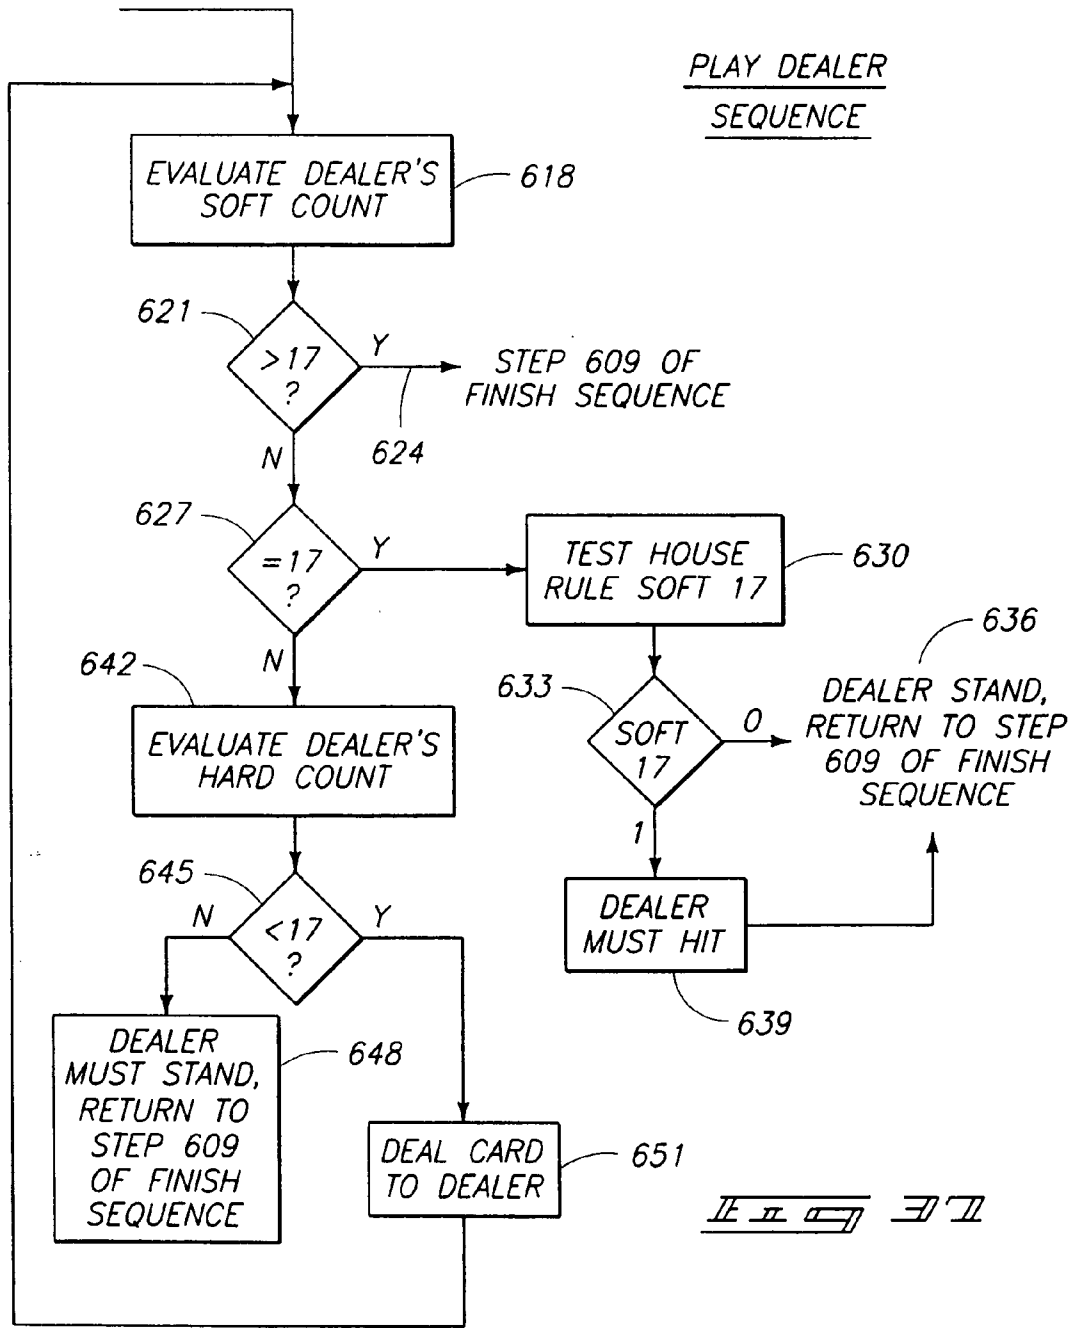 PLAY DEALER
SEQUENCE
EVALUATE DEALER'S
SOFT COUNT
618
621
>17
?
Y
STEP 609 OF
FINISH SEQUENCE
624
N
627
=17
?
Y
TEST HOUSE
RULE SOFT 17
630
N
633
SOFT
17
0
636
DEALER STAND,
RETURN TO STEP
609 OF FINISH
SEQUENCE
1
DEALER
MUST HIT
639
642
EVALUATE DEALER'S
HARD COUNT
645
<17
?
N
Y
DEALER
MUST STAND,
RETURN TO
STEP 609
OF FINISH
SEQUENCE
648
DEAL CARD
TO DEALER
651
FIG 37